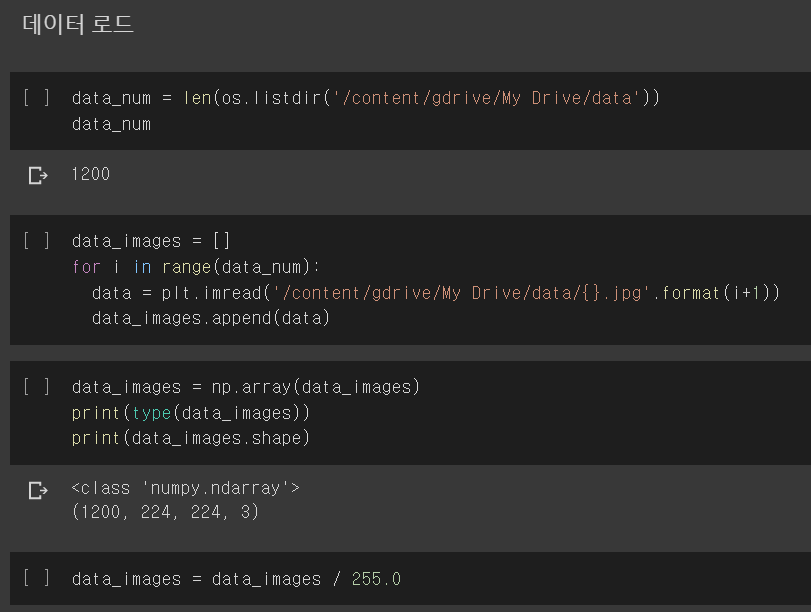 데이터 로드
[ ] data_num = len(os.listdir('/content/gdrive/My Drive/data'))
data_num
1200
[ ] data_images = []
for i in range(data_num):
data = plt.imread('/content/gdrive/My Drive/data/{}.jpg'.format(i+1))
data_images.append(data)
[ ] data_images = np.array(data_images)
print(type(data_images))
print(data_images.shape)
<class 'numpy.ndarray'>
(1200, 224, 224, 3)
[ ] data_images = data_images / 255.0